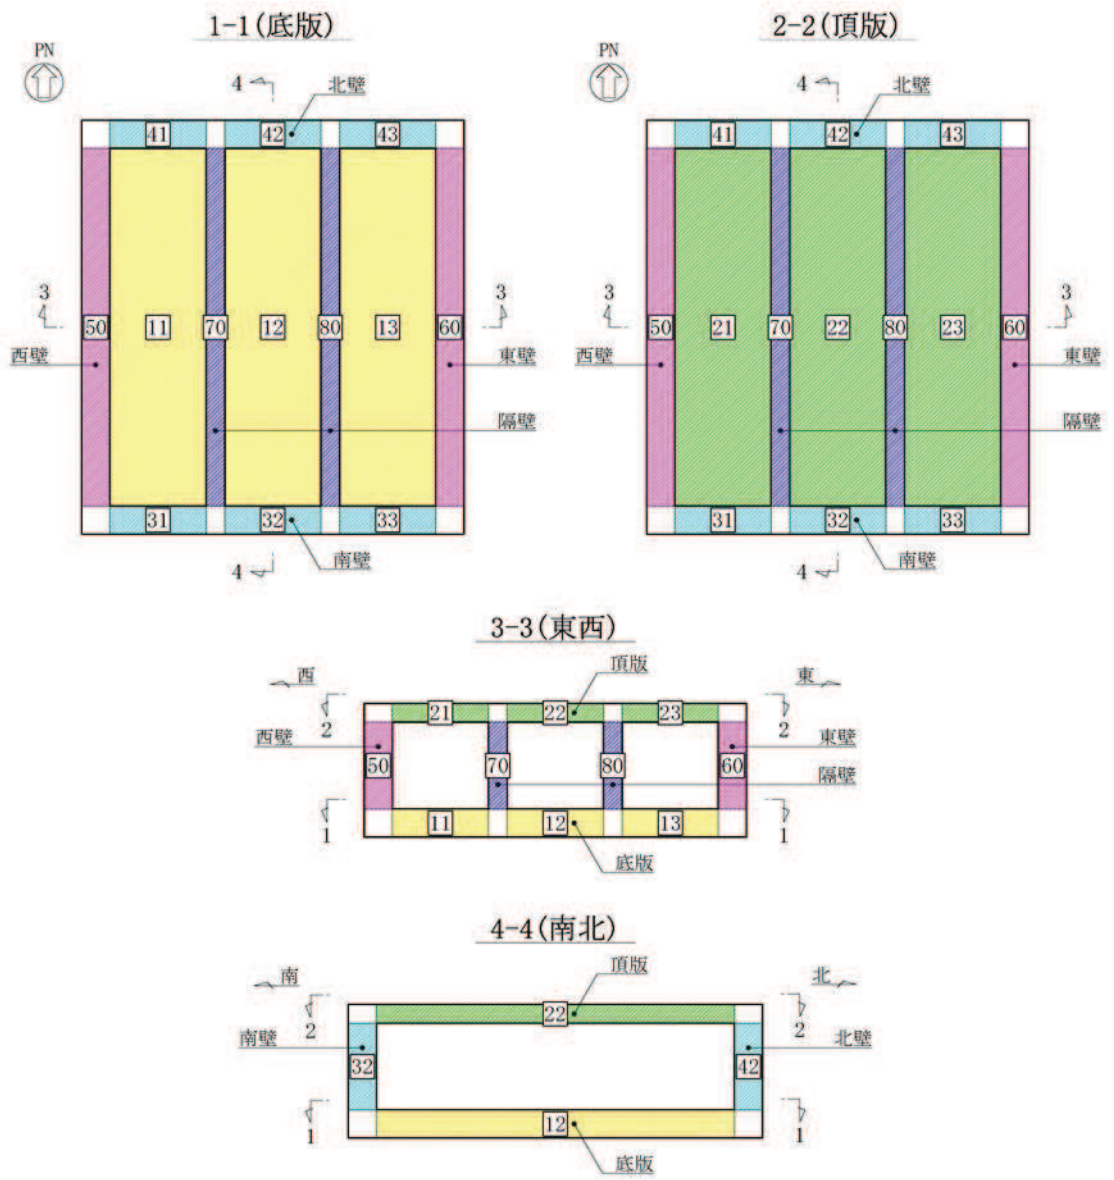 1-1(底版)
PN
4
北壁
41 42 43
3 3
50 11 70 12 80 13 60
西壁 東壁
隔壁
31 32 33
4
南壁
2-2(頂版)
PN
4
北壁
41 42 43
3 3
50 21 70 22 80 23 60
西壁 東壁
隔壁
31 32 33
4
南壁
3-3(東西)
西 頂版 東
2 21 22 23 2
西壁 東壁
50 70 80 60
隔壁
1 11 12 13 1
底版
4-4(南北)
南 頂版 北
2 22 2
南壁 北壁
32 42
1 12 1
底版